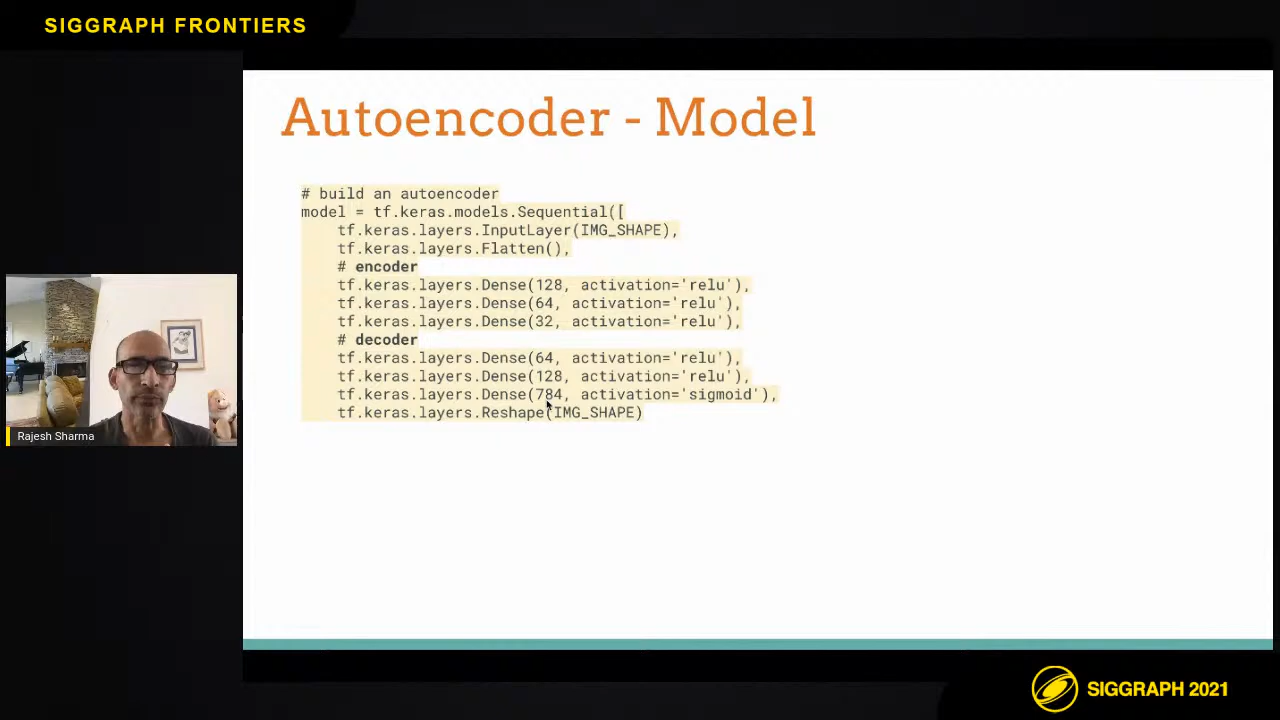 SIGGRAPH FRONTIERS
Autoencoder - Model
# build an autoencoder
model = tf.keras.models.Sequential([
    tf.keras.layers.InputLayer(IMG_SHAPE),
    tf.keras.layers.Flatten(),
    # encoder
    tf.keras.layers.Dense(128, activation='relu'),
    tf.keras.layers.Dense(64, activation='relu'),
    tf.keras.layers.Dense(32, activation='relu'),
    # decoder
    tf.keras.layers.Dense(64, activation='relu'),
    tf.keras.layers.Dense(128, activation='relu'),
    tf.keras.layers.Dense(784, activation='sigmoid'),
    tf.keras.layers.Reshape(IMG_SHAPE)
Rajesh Sharma
SIGGRAPH 2021